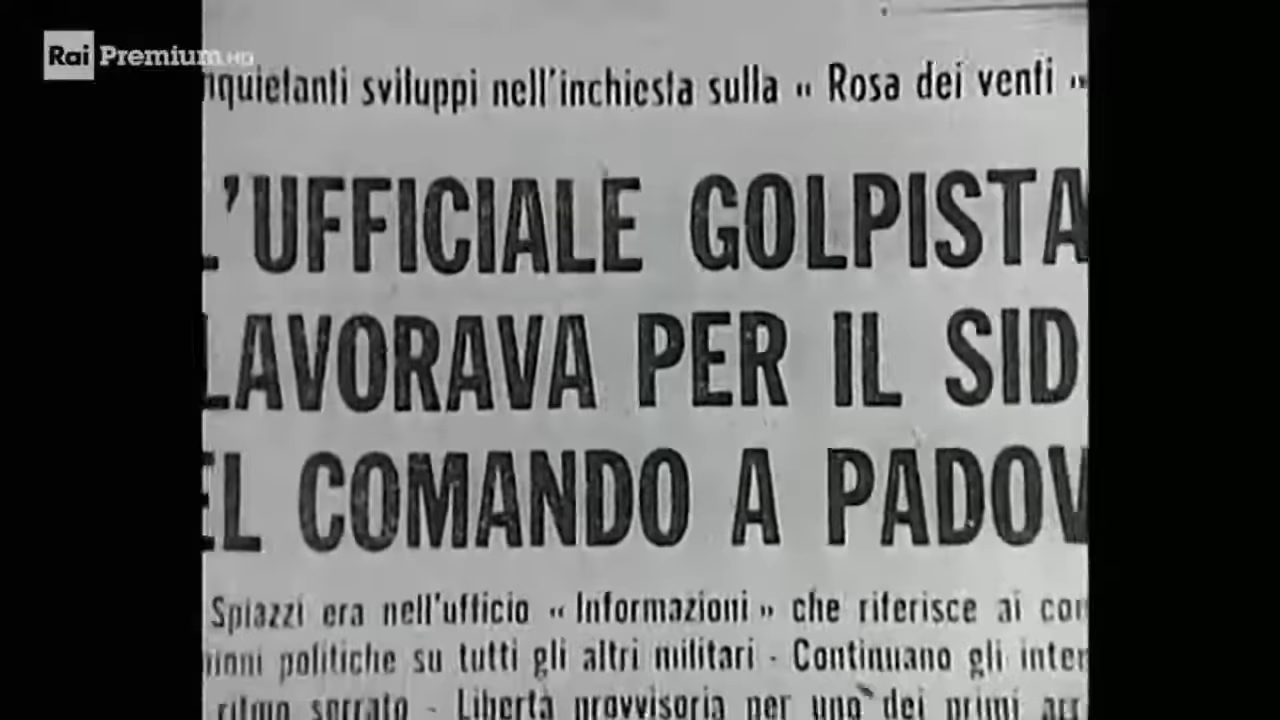 Rai Premium HD
nquietanti sviluppi nell'inchiesta sulla « Rosa dei venti »
L'UFFICIALE GOLPISTA
LAVORAVA PER IL SID
EL COMANDO A PADOV
Spiazzi era nell'ufficio « Informazioni » che riferisce ai co
nioni politiche su tutti gli altri militari - Continuano gli inter
ritmo serrato - Libertà provvisoria per uno dei primi arr